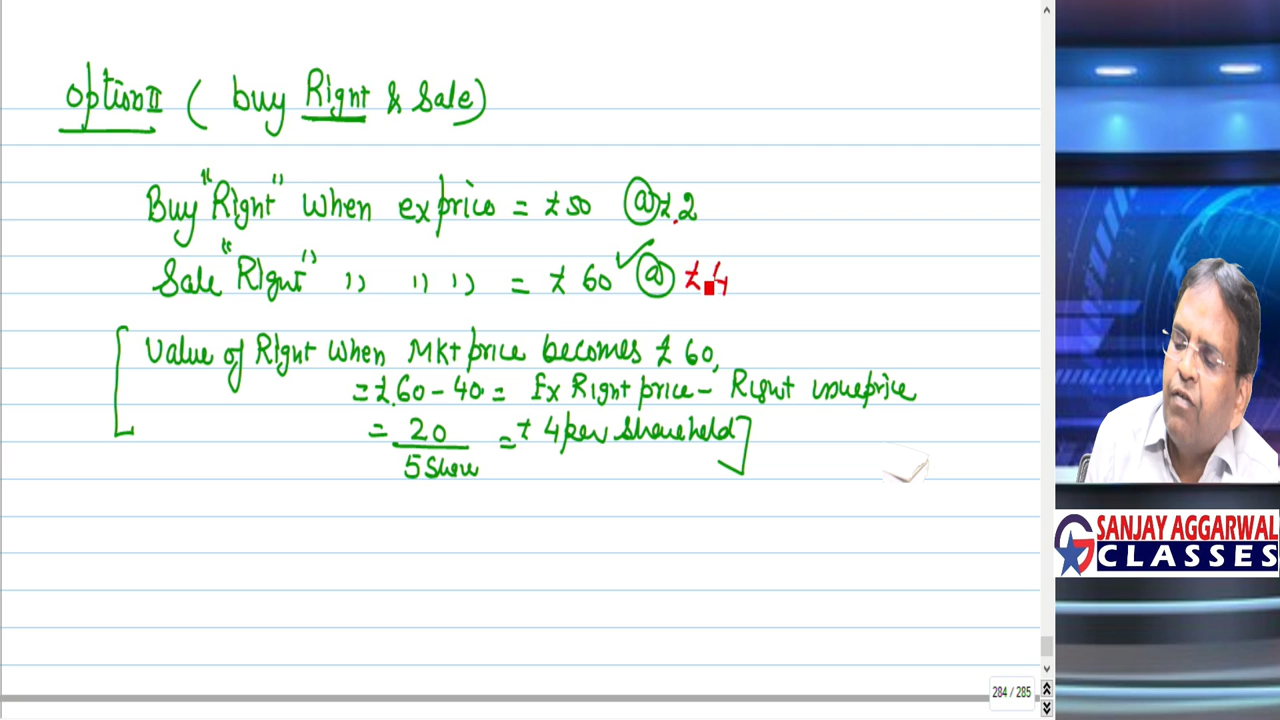 Option II ( buy Right & Sale)
Buy "Right" when ex price = ₹ 50 @ ₹.2
Sale "Right" ,, ,, ,, = ₹ 60 ✓ @ ₹.4
[Value of Right when Mkt price becomes ₹ 60,
= ₹.60 - 40 = Ex Right price - Right issue price
= 20 / 5 Share = ₹ 4 per share held]
284 / 285
SANJAY AGGARWAL
CLASSES